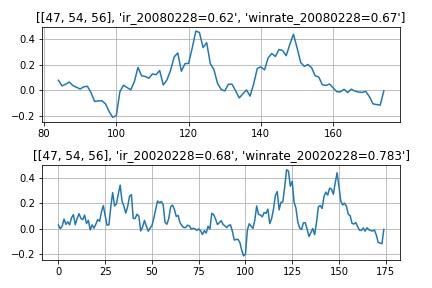 [[47, 54, 56], 'ir_20080228=0.62', 'winrate_20080228=0.67']
0.4
0.2
0.0
−0.2
80 100 120 140 160
[[47, 54, 56], 'ir_20020228=0.68', 'winrate_20020228=0.783']
0.4
0.2
0.0
−0.2
0 25 50 75 100 125 150 175